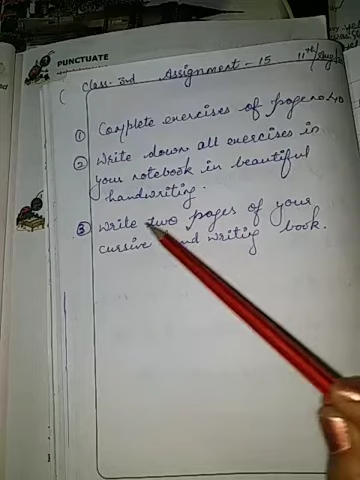 PUNCTUATE
Class-3rd Assignment-15 11th/Aug/
① Complete exercises of page no. 40
② Write down all exercises in
your notebook in beautiful
handwriting.
③ Write two pages of your
cursive and writing book.